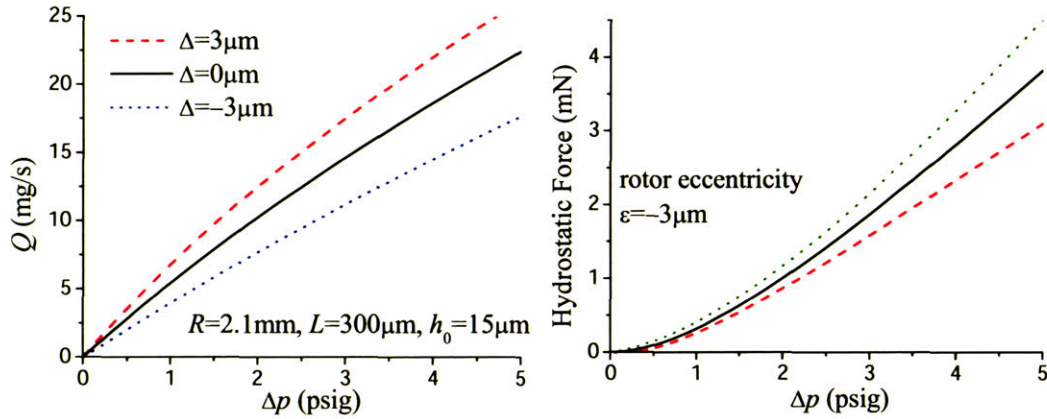 25
20
15
10
5
0
Q (mg/s)
Δ=3μm
Δ=0μm
Δ=−3μm
R=2.1mm, L=300μm, h₀=15μm
0 1 2 3 4 5
Δp (psig)
4
3
2
1
0
Hydrostatic Force (mN)
rotor eccentricity
ε=−3μm
0 1 2 3 4 5
Δp (psig)